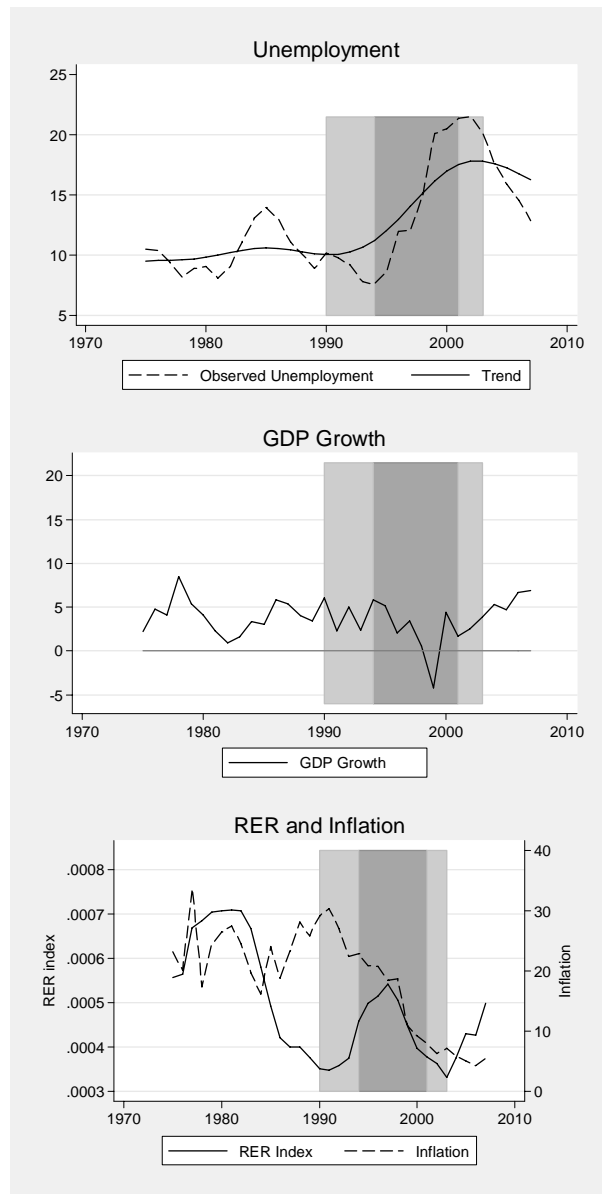 Unemployment
25
20
15
10
5
1970 1980 1990 2000 2010
Observed Unemployment Trend
GDP Growth
20
15
10
5
0
-5
1970 1980 1990 2000 2010
GDP Growth
RER and Inflation
.0008
.0007
.0006
.0005
.0004
.0003
RER index
40
30
20
10
0
Inflation
1970 1980 1990 2000 2010
RER Index Inflation